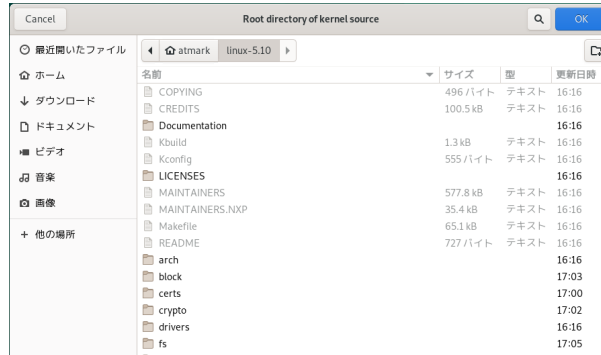 Cancel Root directory of kernel source OK
最近開いたファイル atmark linux-5.10
ホーム 名前 サイズ 型 更新日時
COPYING 496 バイト テキスト 16:16
ダウンロード CREDITS 100.5 kB テキスト 16:16
ドキュメント Documentation 16:16
Kbuild 1.3 kB テキスト 16:16
ビデオ Kconfig 555 バイト テキスト 16:16
音楽 LICENSES 16:16
MAINTAINERS 577.8 kB テキスト 16:16
画像 MAINTAINERS.NXP 35.4 kB テキスト 16:16
Makefile 65.1 kB テキスト 16:16
+ 他の場所 README 727 バイト テキスト 16:16
arch 16:16
block 17:03
certs 17:00
crypto 17:02
drivers 16:16
fs 17:05